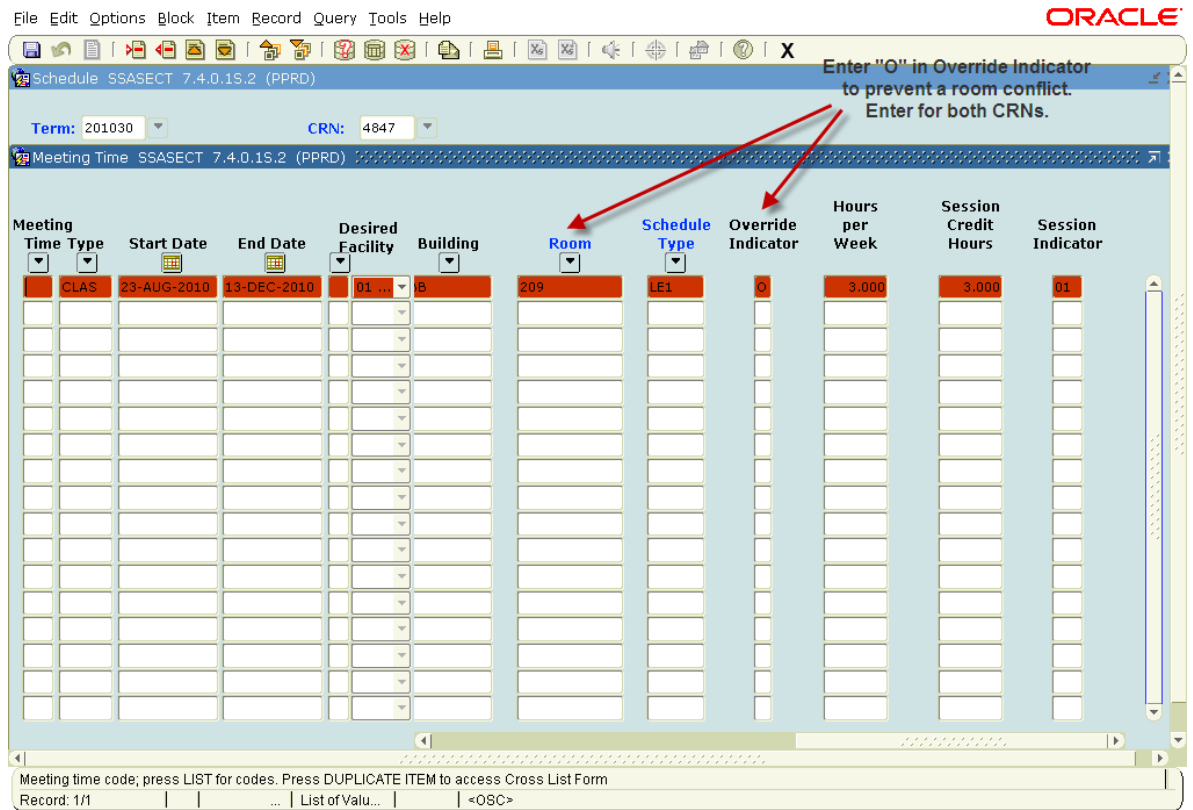 File Edit Options Block Item Record Query Tools Help
ORACLE
X
Enter "O" in Override Indicator
to prevent a room conflict.
Enter for both CRNs.
Schedule SSASECT 7.4.0.1S.2 (PPRD)
Term: 201030 CRN: 4847
Meeting Time SSASECT 7.4.0.1S.2 (PPRD)
Meeting
Time Type
Start Date
End Date
Desired
Facility
Building
Room
Schedule
Type
Override
Indicator
Hours
per
Week
Session
Credit
Hours
Session
Indicator
CLAS 23-AUG-2010 13-DEC-2010 01 ... 209 LE1 O 3.000 3.000 01
Meeting time code; press LIST for codes. Press DUPLICATE ITEM to access Cross List Form
Record: 1/1 ... List of Valu... <OSC>